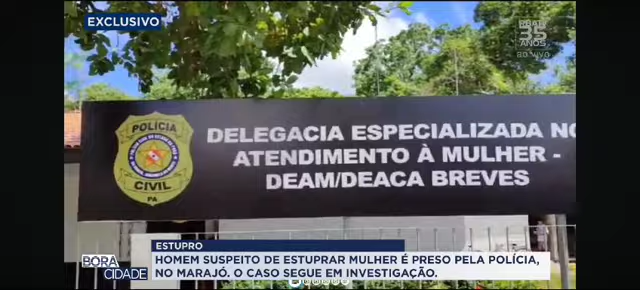 EXCLUSIVO
35
ANOS
AO VIVO
POLÍCIA
CIVIL
PA
DELEGACIA ESPECIALIZADA NO
ATENDIMENTO À MULHER -
DEAM/DEACA BREVES
ESTUPRO
BORA
CIDADE
HOMEM SUSPEITO DE ESTUPRAR MULHER É PRESO PELA POLÍCIA,
NO MARAJÓ. O CASO SEGUE EM INVESTIGAÇÃO.